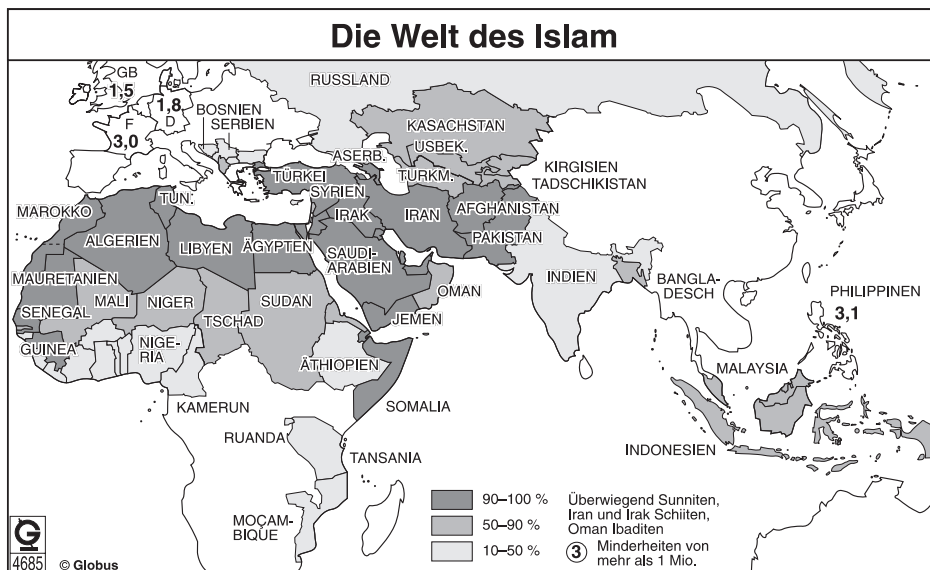 Die Welt des Islam
GB
1,5
1,8
D
F
3,0
BOSNIEN
SERBIEN
RUSSLAND
KASACHSTAN
USBEK.
ASERB.
TURKM.
KIRGISIEN
TADSCHIKISTAN
TÜRKEI
SYRIEN
TUN.
MAROKKO
IRAK
IRAN
AFGHANISTAN
PAKISTAN
ALGERIEN
LIBYEN
ÄGYPTEN
SAUDI-
ARABIEN
INDIEN
BANGLA-
DESCH
MAURETANIEN
MALI
NIGER
SUDAN
OMAN
PHILIPPINEN
3,1
SENEGAL
TSCHAD
JEMEN
GUINEA
NIGE-
RIA
ÄTHIOPIEN
MALAYSIA
KAMERUN
SOMALIA
RUANDA
TANSANIA
INDONESIEN
MOÇAM-
BIQUE
90–100 %
50–90 %
10–50 %
Überwiegend Sunniten,
Iran und Irak Schiiten,
Oman Ibaditen
3 Minderheiten von
mehr als 1 Mio.
G
4685
© Globus